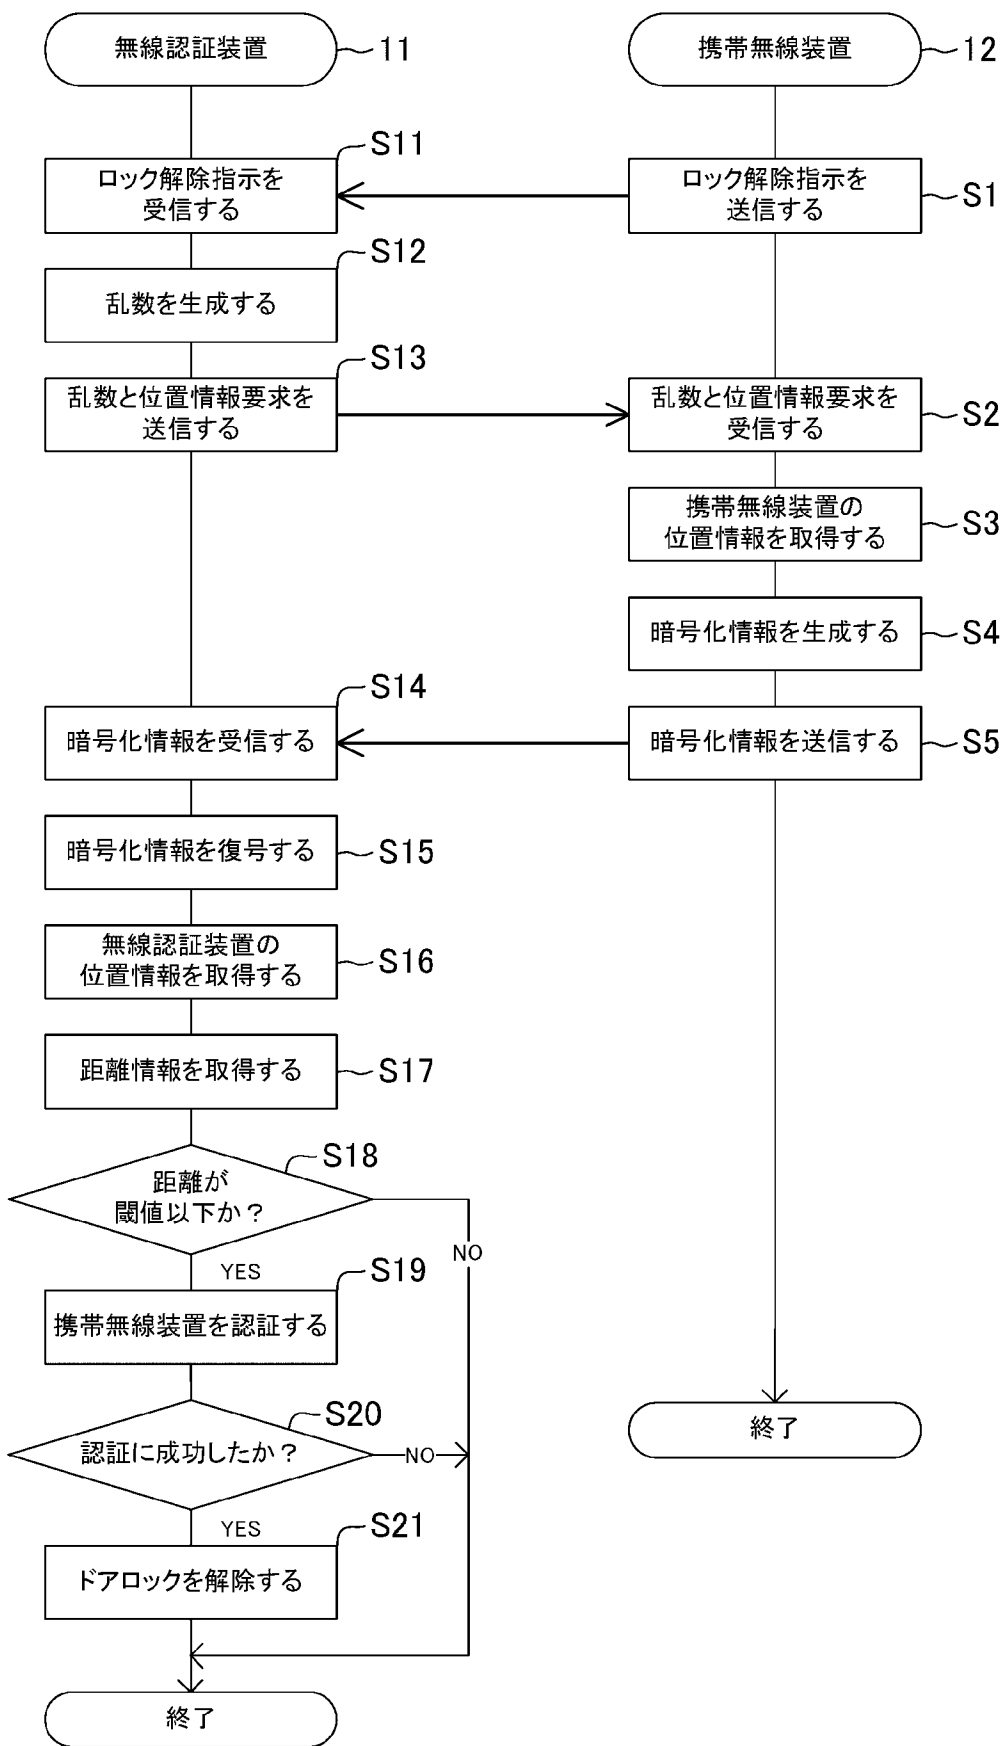 無線認証装置
11
携帯無線装置
12
S11
ロック解除指示を
受信する
ロック解除指示を
送信する
S1
S12
乱数を生成する
S13
乱数と位置情報要求を
送信する
乱数と位置情報要求を
受信する
S2
携帯無線装置の
位置情報を取得する
S3
暗号化情報を生成する
S4
S14
暗号化情報を受信する
暗号化情報を送信する
S5
暗号化情報を復号する
S15
無線認証装置の
位置情報を取得する
S16
距離情報を取得する
S17
S18
距離が
閾値以下か？
NO
YES
S19
携帯無線装置を認証する
S20
認証に成功したか？
NO
終了
YES
S21
ドアロックを解除する
終了